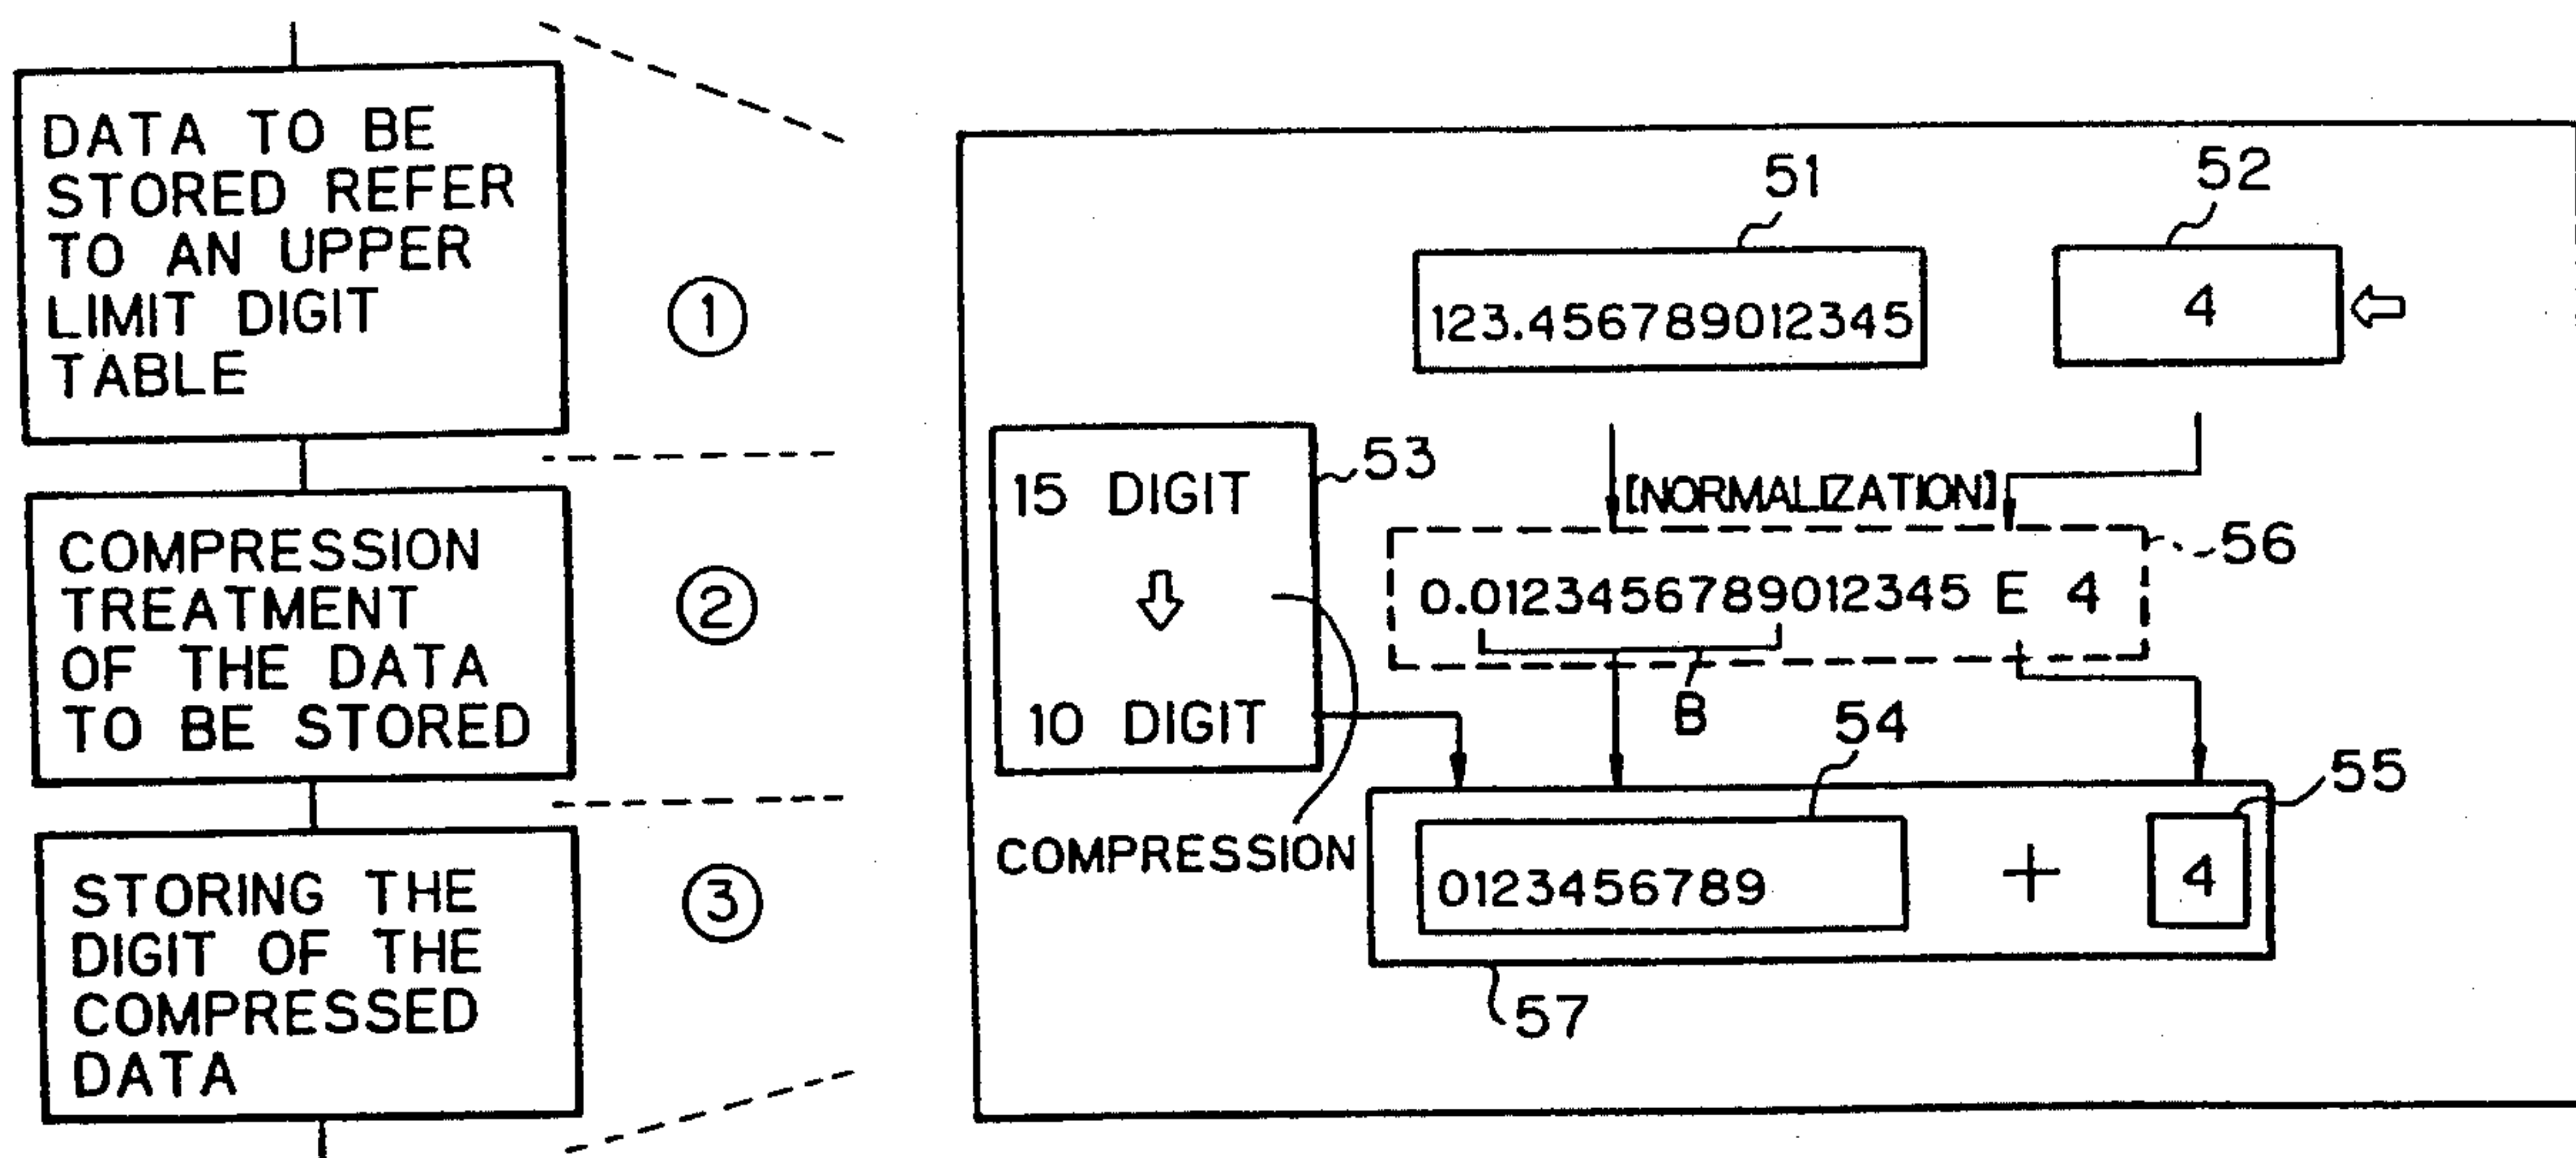 DATA TO BE
STORED REFER
TO AN UPPER
LIMIT DIGIT
TABLE
①
COMPRESSION
TREATMENT
OF THE DATA
TO BE STORED
②
STORING THE
DIGIT OF THE
COMPRESSED
DATA
③
51
52
123.456789012345
4
53
15 DIGIT
10 DIGIT
[NORMALIZATION]
56
0.0123456789012345 E 4
B
54
55
COMPRESSION
0123456789
+
4
57